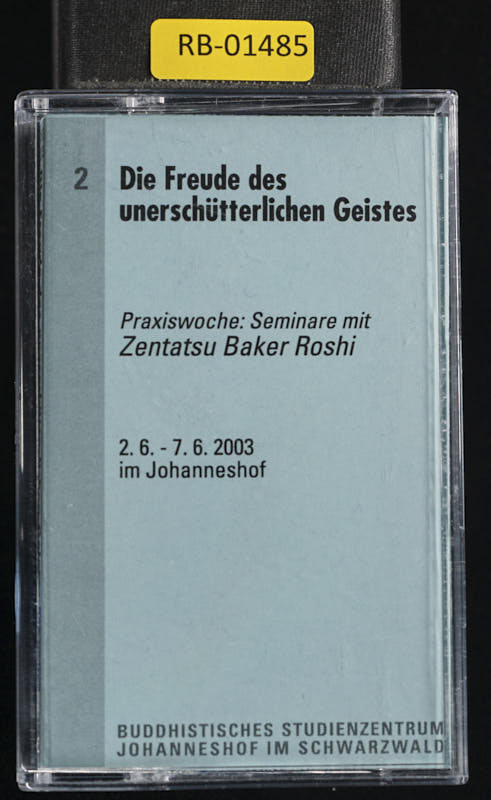 RB-01485
2
Die Freude des
unerschütterlichen Geistes
Praxiswoche: Seminare mit
Zentatsu Baker Roshi
2. 6. - 7. 6. 2003
im Johanneshof
BUDDHISTISCHES STUDIENZENTRUM
JOHANNESHOF IM SCHWARZWALD